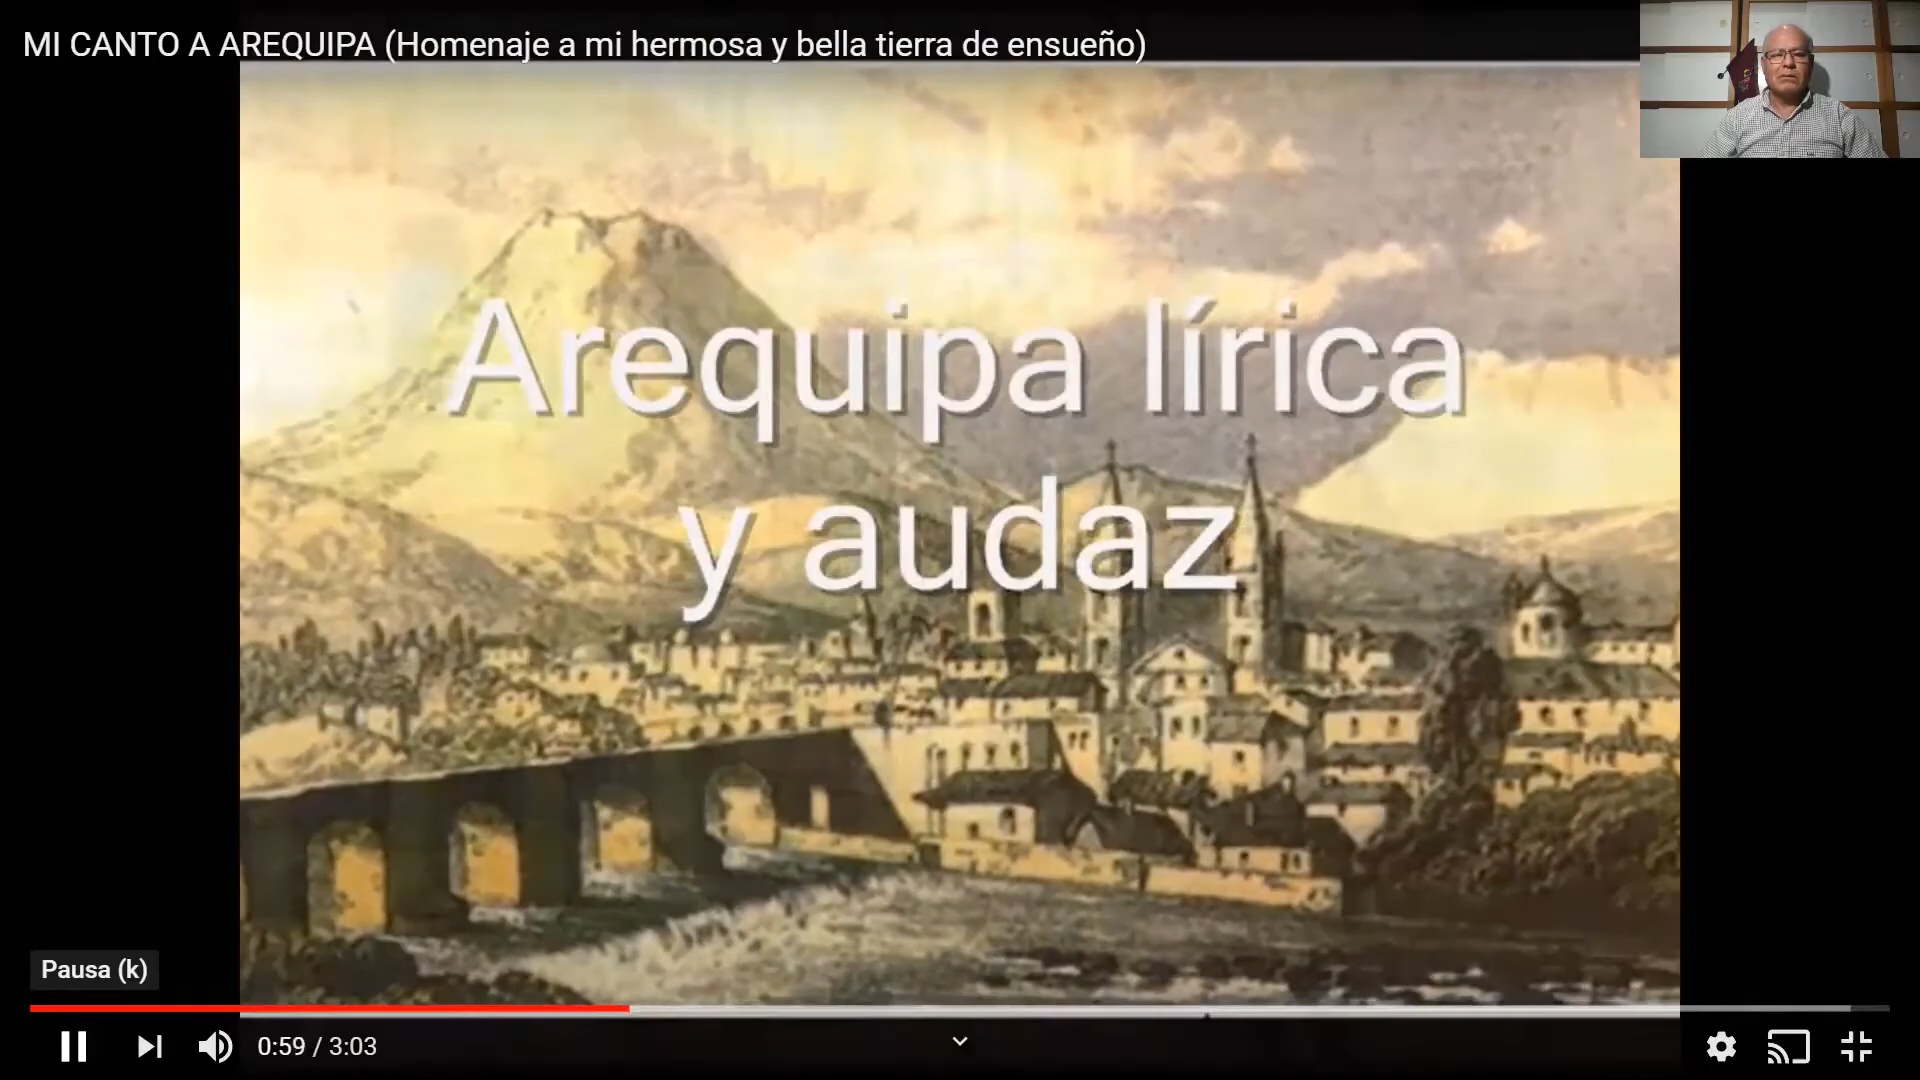 MI CANTO A AREQUIPA (Homenaje a mi hermosa y bella tierra de ensueño)
Arequipa lírica
y audaz
Pausa (k)
0:59 / 3:03